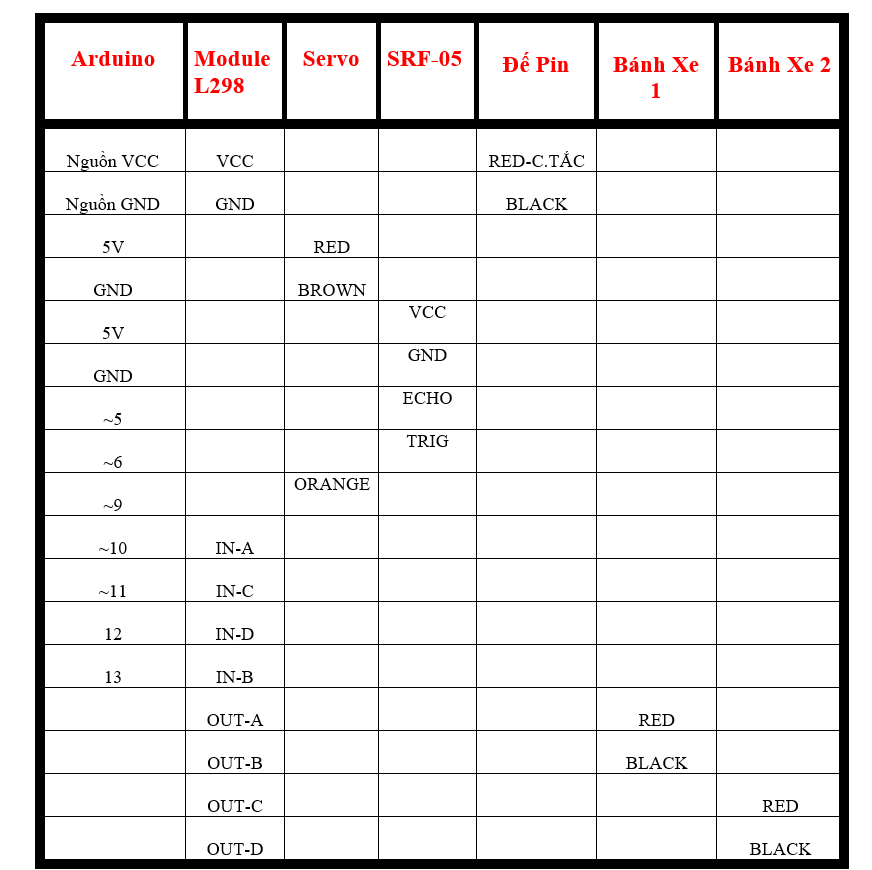 Arduino Module L298 Servo SRF-05 Đế Pin Bánh Xe 1 Bánh Xe 2
Nguồn VCC VCC RED-C.TẮC
Nguồn GND GND BLACK
5V RED
GND BROWN
5V VCC
GND GND
~5 ECHO
~6 TRIG
~9 ORANGE
~10 IN-A
~11 IN-C
12 IN-D
13 IN-B
OUT-A RED
OUT-B BLACK
OUT-C RED
OUT-D BLACK